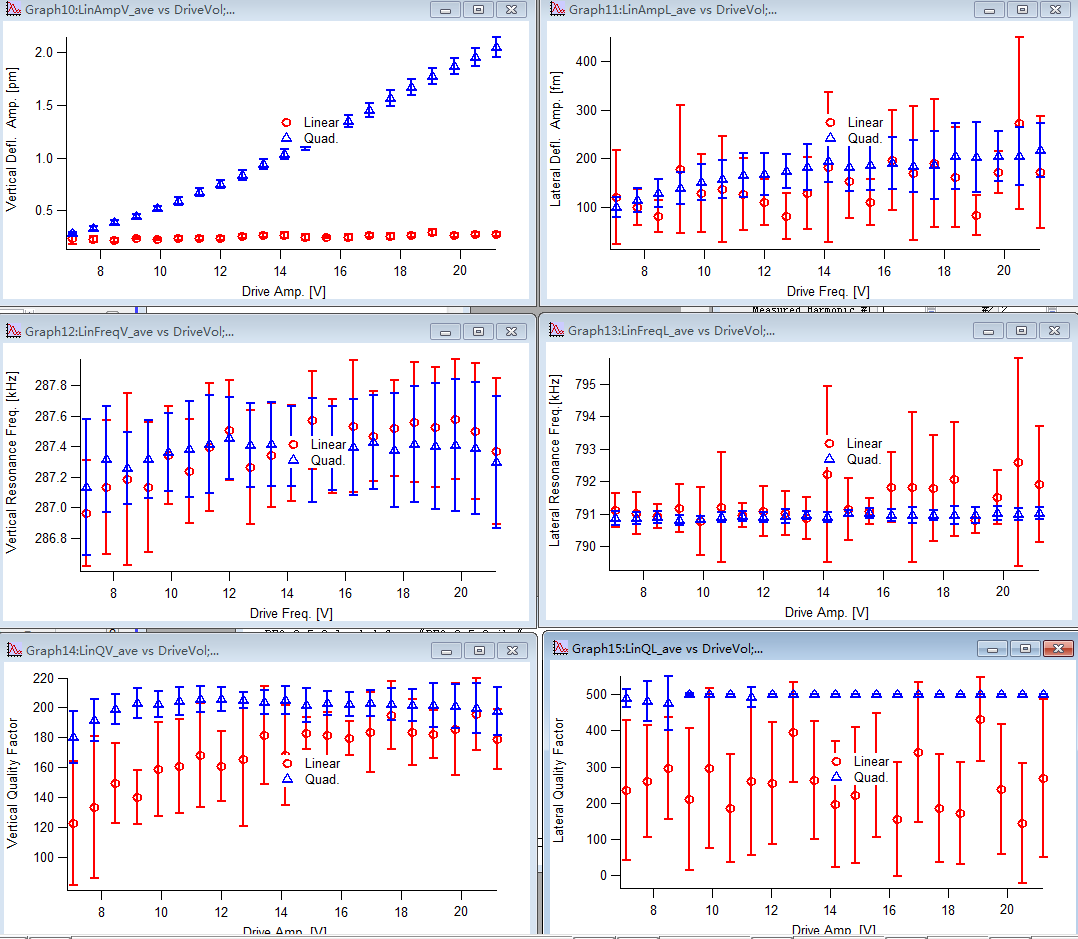 Graph10:LinAmpV_ave vs DriveVol;...
Vertical Defl. Amp. [pm]
2.0
1.5
1.0
0.5
Linear
Quad.
8 10 12 14 16 18 20
Drive Amp. [V]
Graph11:LinAmpL_ave vs DriveVol;...
Lateral Defl. Amp. [fm]
400
300
200
100
Linear
Quad.
8 10 12 14 16 18 20
Drive Freq. [V]
Measured Harmonic #1
Graph12:LinFreqV_ave vs DriveVol;...
Vertical Resonance Freq. [kHz]
287.8
287.6
287.4
287.2
287.0
286.8
Linear
Quad.
8 10 12 14 16 18 20
Drive Freq. [V]
Graph13:LinFreqL_ave vs DriveVol;...
Lateral Resonance Freq.[kHz]
795
794
793
792
791
790
Linear
Quad.
8 10 12 14 16 18 20
Drive Amp. [V]
Graph14:LinQV_ave vs DriveVol;...
Vertical Quality Factor
220
200
180
160
140
120
100
Linear
Quad.
8 10 12 14 16 18 20
Drive Amp. [V]
Graph15:LinQL_ave vs DriveVol;...
Lateral Quality Factor
500
400
300
200
100
0
Linear
Quad.
8 10 12 14 16 18 20
Drive Amp. [V]